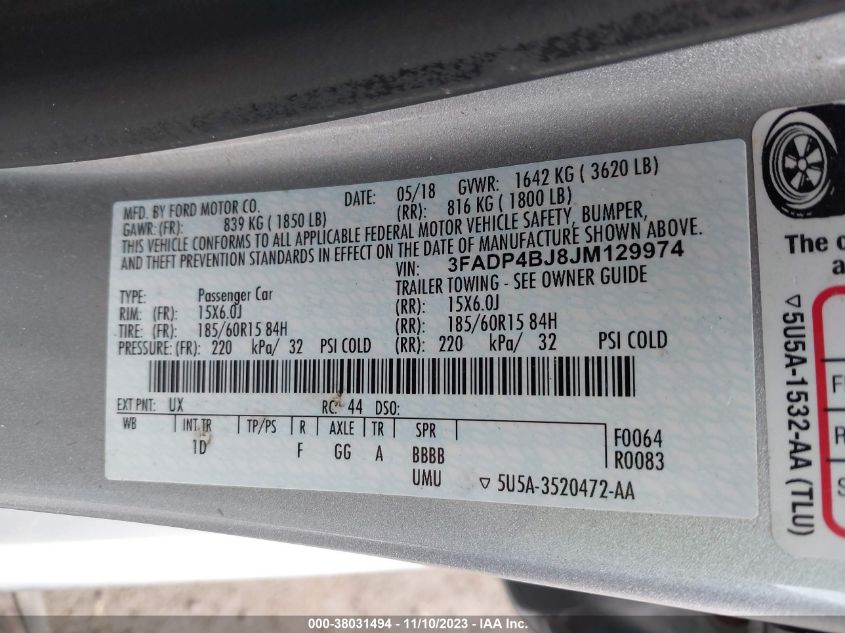 MFD. BY FORD MOTOR CO. DATE: 05/18 GVWR: 1642 KG ( 3620 LB)
GAWR: (FR): 839 KG ( 1850 LB) (RR): 816 KG ( 1800 LB)
THIS VEHICLE CONFORMS TO ALL APPLICABLE FEDERAL MOTOR VEHICLE SAFETY, BUMPER,
AND THEFT PREVENTION STANDARDS IN EFFECT ON THE DATE OF MANUFACTURE SHOWN ABOVE.
VIN: 3FADP4BJ8JM129974
TRAILER TOWING - SEE OWNER GUIDE
TYPE: Passenger Car
RIM: (FR): 15X6.0J (RR): 15X6.0J
TIRE: (FR): 185/60R15 84H (RR): 185/60R15 84H
PRESSURE: (FR): 220 kPa/ 32 PSI COLD (RR): 220 kPa/ 32 PSI COLD
EXT PNT: UX RC: 44 DSO:
WB INT TR TP/PS R AXLE TR SPR F0064
1D F GG A BBBB R0083
UMU ▽ 5U5A-3520472-AA
The
▽5U5A-1532-AA (TLU)
000-38031494 — 11/10/2023 — IAAI.com